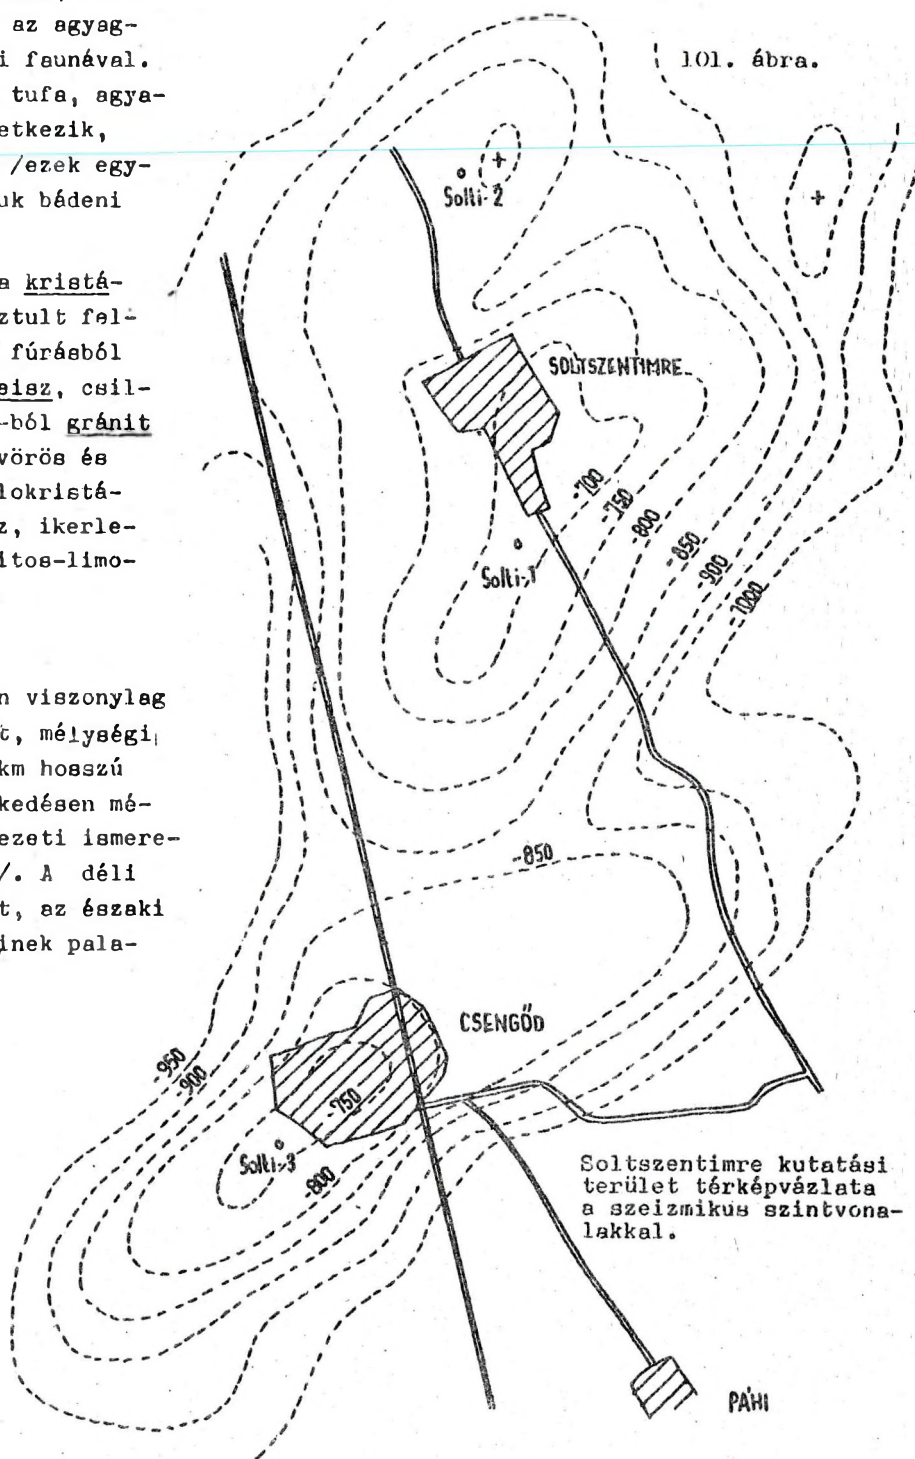 az agyag-
i faunával.
tufa, agya-
etkezik,
/ezek egy-
uk bádeni
a kristá-
ztult fel-
fúrásból
eisz, csil-
-ból gránit
vörös és
lokristá-
z, ikerle-
itos-limo-
n viszonylag
t, mélységi
km hosszú
kedésen mé-
ezeti ismere-
/. A déli
t, az északi
inek pala-
101. ábra.
+
Solti-2
+
SOLTSZENTIMRE
-700
-750
-800
-850
-900
-1000
Solti-1
-850
CSENGŐD
-950
-900
-750
Solti-3
-800
Soltszentimre kutatási
terület térképvázlata
a szeizmikus szintvona-
lakkal.
PÁHI